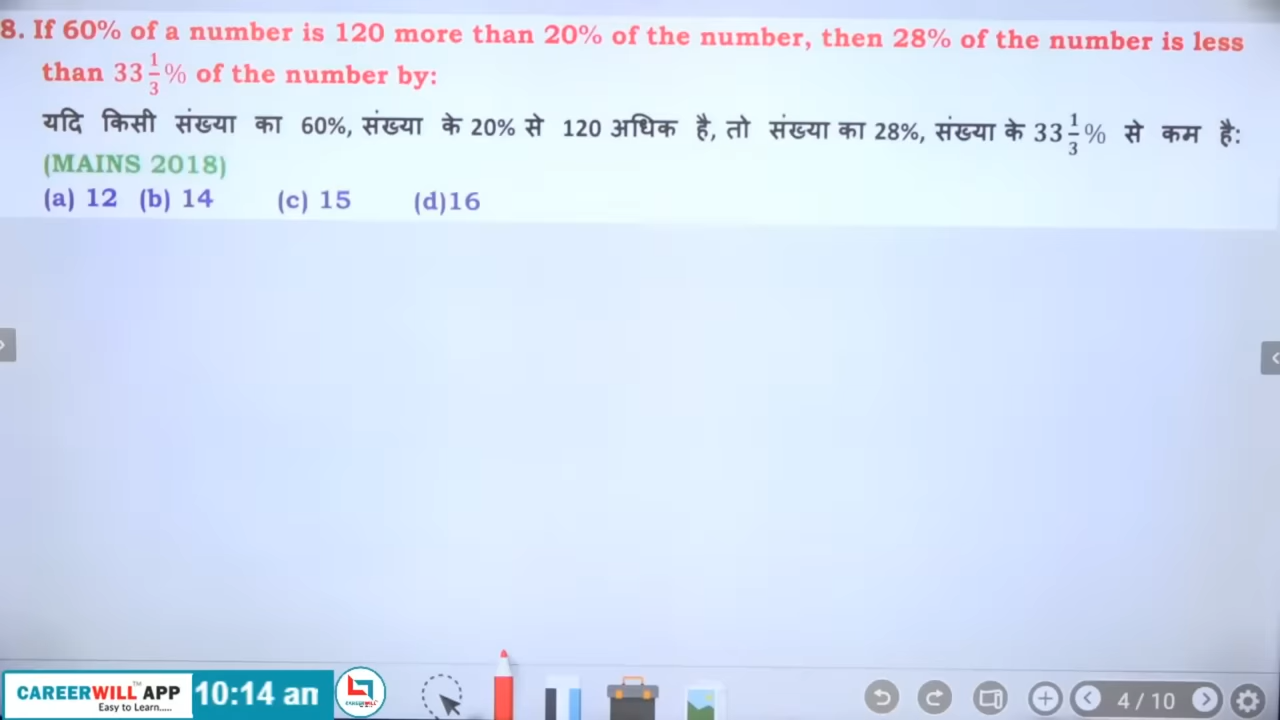 8. If 60% of a number is 120 more than 20% of the number, then 28% of the number is less
than 33 1/3 % of the number by:
यदि किसी संख्या का 60%, संख्या के 20% से 120 अधिक है, तो संख्या का 28%, संख्या के 33 1/3 % से कम है:
(MAINS 2018)
(a) 12 (b) 14 (c) 15 (d)16
CAREERWILL™ APP
Easy to Learn.....
10:14 an
CAREERWILL
4 / 10